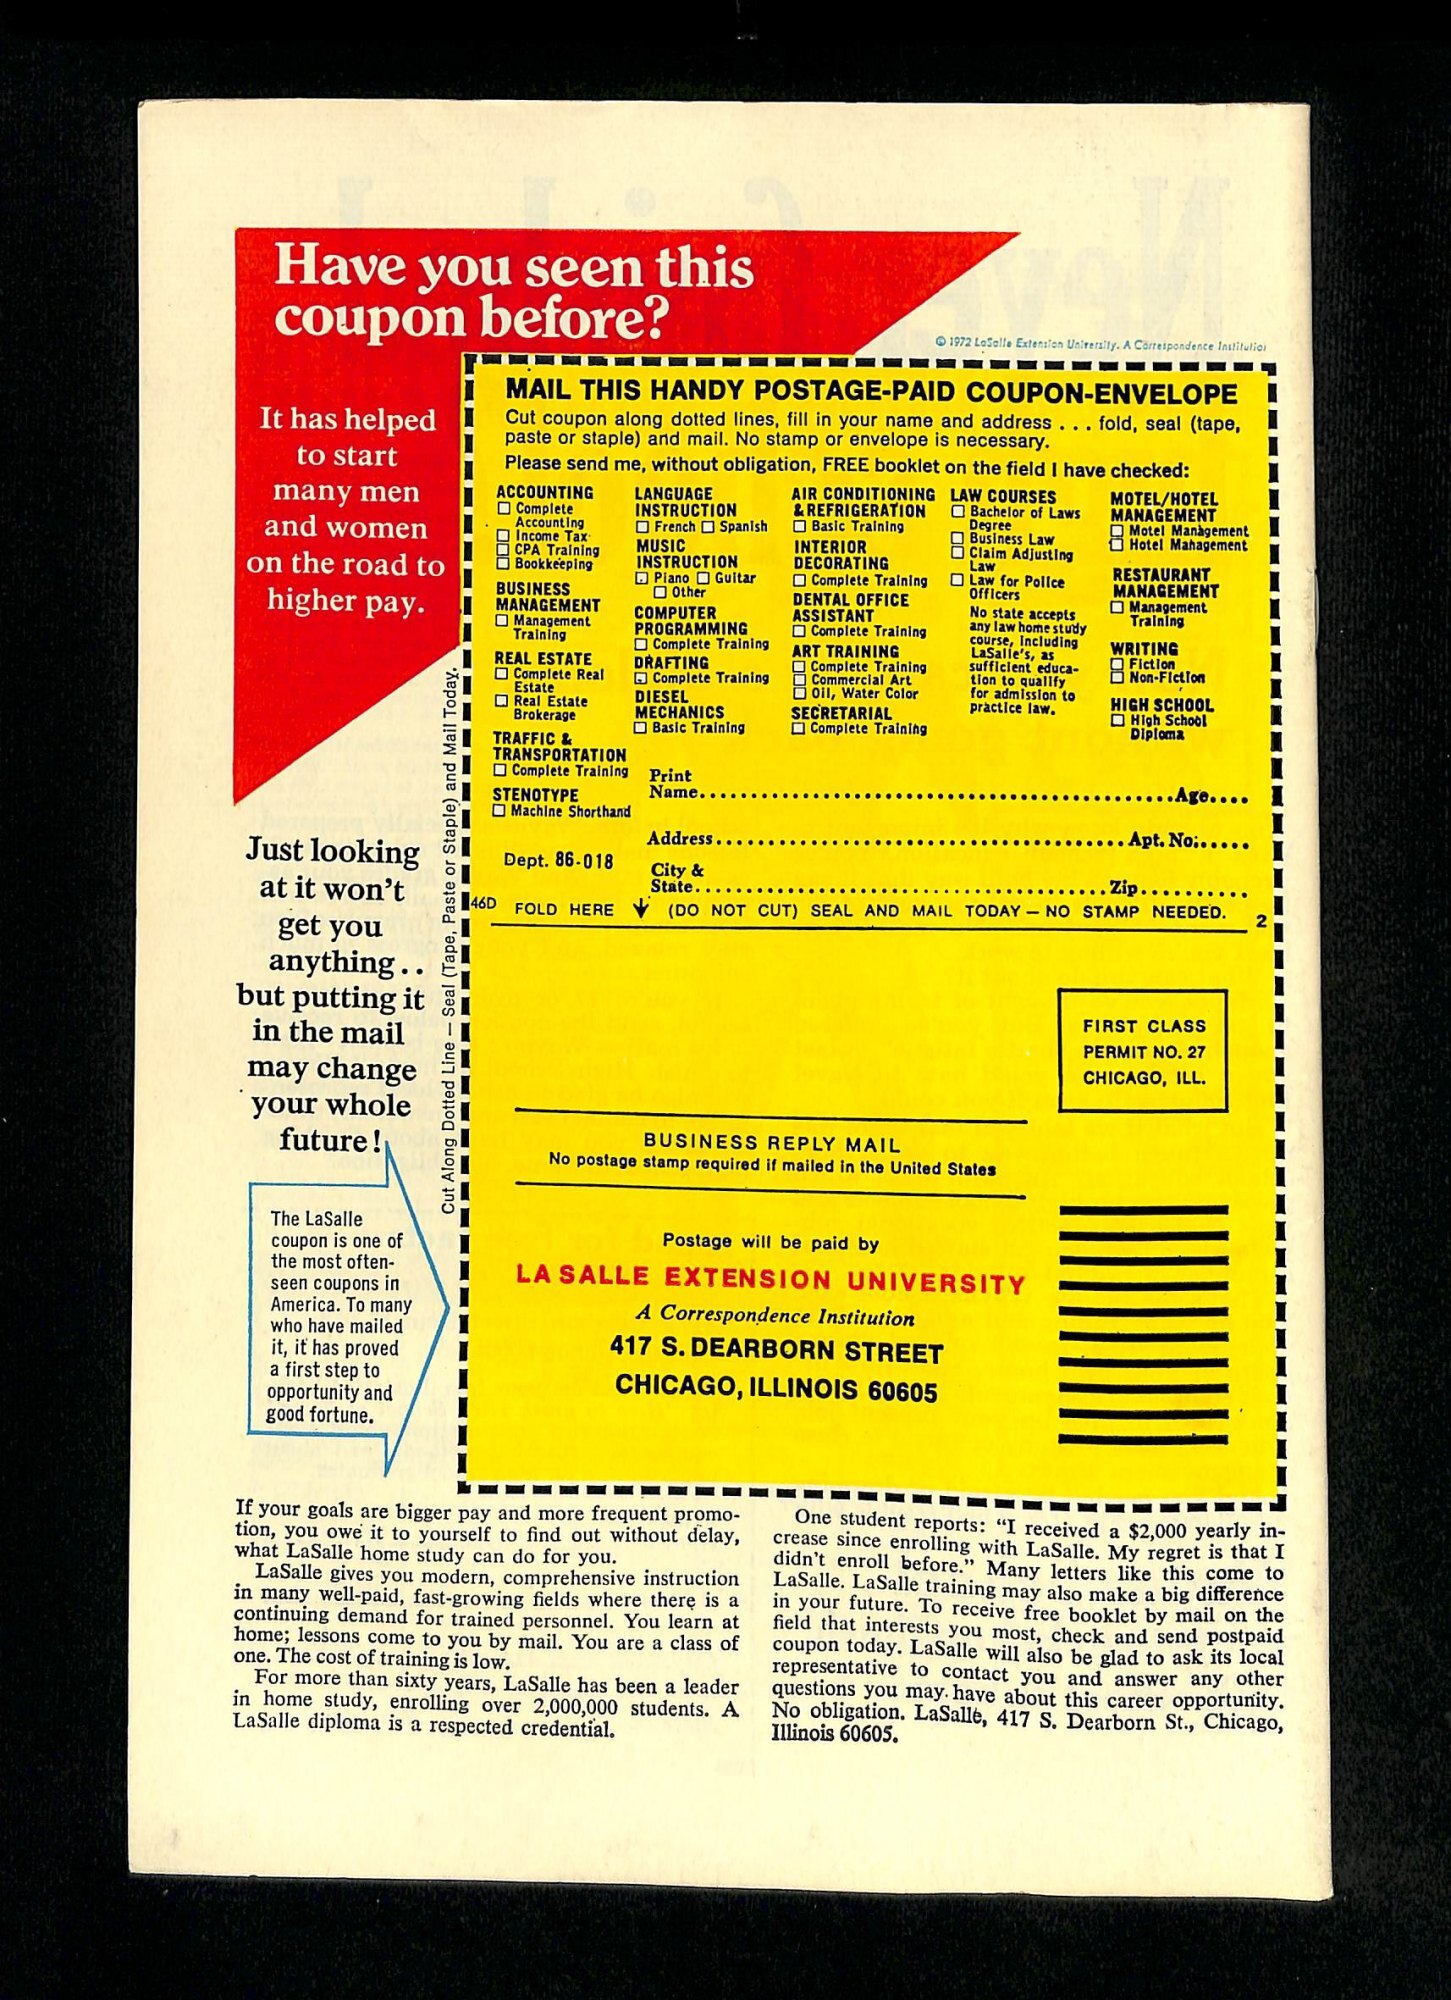 Have you seen this
coupon before?
© 1972 LaSalle Extension University. A Correspondence Institution
It has helped
to start
many men
and women
on the road to
higher pay.
Just looking
at it won't
get you
anything..
but putting it
in the mail
may change
your whole
future!
The LaSalle
coupon is one of
the most often-
seen coupons in
America. To many
who have mailed
it, it has proved
a first step to
opportunity and
good fortune.
Cut Along Dotted Line — Seal (Tape, Paste or Staple) and Mail Today.
MAIL THIS HANDY POSTAGE-PAID COUPON-ENVELOPE
Cut coupon along dotted lines, fill in your name and address . . . fold, seal (tape,
paste or staple) and mail. No stamp or envelope is necessary.
Please send me, without obligation, FREE booklet on the field I have checked:
ACCOUNTING
☐ Complete
Accounting
☐ Income Tax
☐ CPA Training
☐ Bookkeeping
BUSINESS
MANAGEMENT
☐ Management
Training
REAL ESTATE
☐ Complete Real
Estate
☐ Real Estate
Brokerage
TRAFFIC &
TRANSPORTATION
☐ Complete Training
STENOTYPE
☐ Machine Shorthand
LANGUAGE
INSTRUCTION
☐ French ☐ Spanish
MUSIC
INSTRUCTION
☐ Piano ☐ Guitar
☐ Other
COMPUTER
PROGRAMMING
☐ Complete Training
DRAFTING
☐ Complete Training
DIESEL
MECHANICS
☐ Basic Training
AIR CONDITIONING
& REFRIGERATION
☐ Basic Training
INTERIOR
DECORATING
☐ Complete Training
DENTAL OFFICE
ASSISTANT
☐ Complete Training
ART TRAINING
☐ Complete Training
☐ Commercial Art
☐ Oil, Water Color
SECRETARIAL
☐ Complete Training
LAW COURSES
☐ Bachelor of Laws
Degree
☐ Business Law
☐ Claim Adjusting
Law
☐ Law for Police
Officers
No state accepts
any law home study
course, including
LaSalle's, as
sufficient educa-
tion to qualify
for admission to
practice law.
MOTEL/HOTEL
MANAGEMENT
☐ Motel Management
☐ Hotel Management
RESTAURANT
MANAGEMENT
☐ Management
Training
WRITING
☐ Fiction
☐ Non-Fiction
HIGH SCHOOL
☐ High School
Diploma
Print
Name.......... Age....
Address.......... Apt. No......
Dept. 86-018
City &
State.......... Zip..........
46D FOLD HERE ↓ (DO NOT CUT) SEAL AND MAIL TODAY — NO STAMP NEEDED. 2
FIRST CLASS
PERMIT NO. 27
CHICAGO, ILL.
BUSINESS REPLY MAIL
No postage stamp required if mailed in the United States
Postage will be paid by
LA SALLE EXTENSION UNIVERSITY
A Correspondence Institution
417 S. DEARBORN STREET
CHICAGO, ILLINOIS 60605
If your goals are bigger pay and more frequent promo-
tion, you owe it to yourself to find out without delay,
what LaSalle home study can do for you.
LaSalle gives you modern, comprehensive instruction
in many well-paid, fast-growing fields where there is a
continuing demand for trained personnel. You learn at
home; lessons come to you by mail. You are a class of
one. The cost of training is low.
For more than sixty years, LaSalle has been a leader
in home study, enrolling over 2,000,000 students. A
LaSalle diploma is a respected credential.
One student reports: "I received a $2,000 yearly in-
crease since enrolling with LaSalle. My regret is that I
didn't enroll before." Many letters like this come to
LaSalle. LaSalle training may also make a big difference
in your future. To receive free booklet by mail on the
field that interests you most, check and send postpaid
coupon today. LaSalle will also be glad to ask its local
representative to contact you and answer any other
questions you may have about this career opportunity.
No obligation. LaSalle, 417 S. Dearborn St., Chicago,
Illinois 60605.